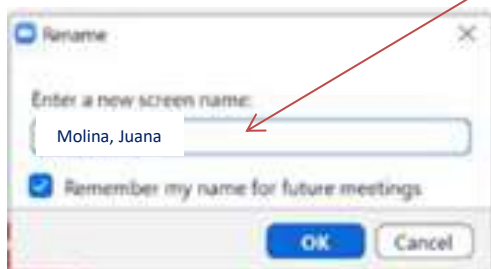 Rename
Enter a new screen name:
Molina, Juana
Remember my name for future meetings
OK Cancel